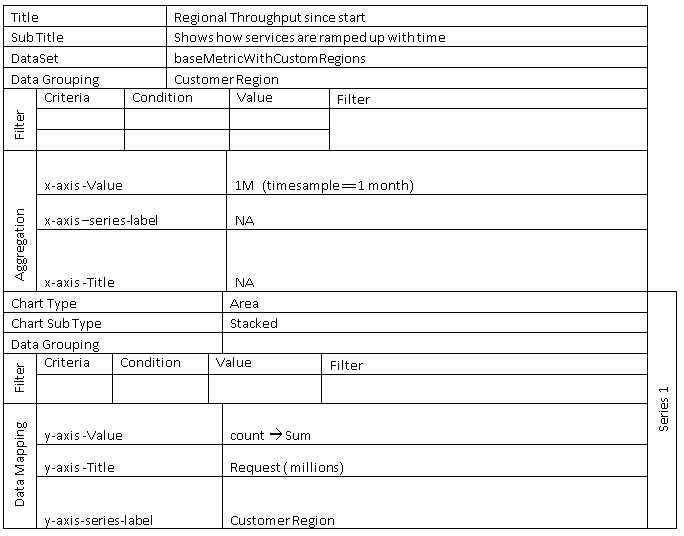 Title Regional Throughput since start
Sub Title Shows how services are ramped up with time
DataSet baseMetricWithCustomRegions
Data Grouping Customer Region
Filter Criteria Condition Value Filter
Aggregation
x-axis -Value 1M (timesample==1 month)
x-axis –series-label NA
x-axis -Title NA
Chart Type Area
Chart Sub Type Stacked
Data Grouping
Filter Criteria Condition Value Filter
Series 1
Data Mapping
y-axis -Value count → Sum
y-axis -Title Request ( millions)
y-axis-series-label Customer Region